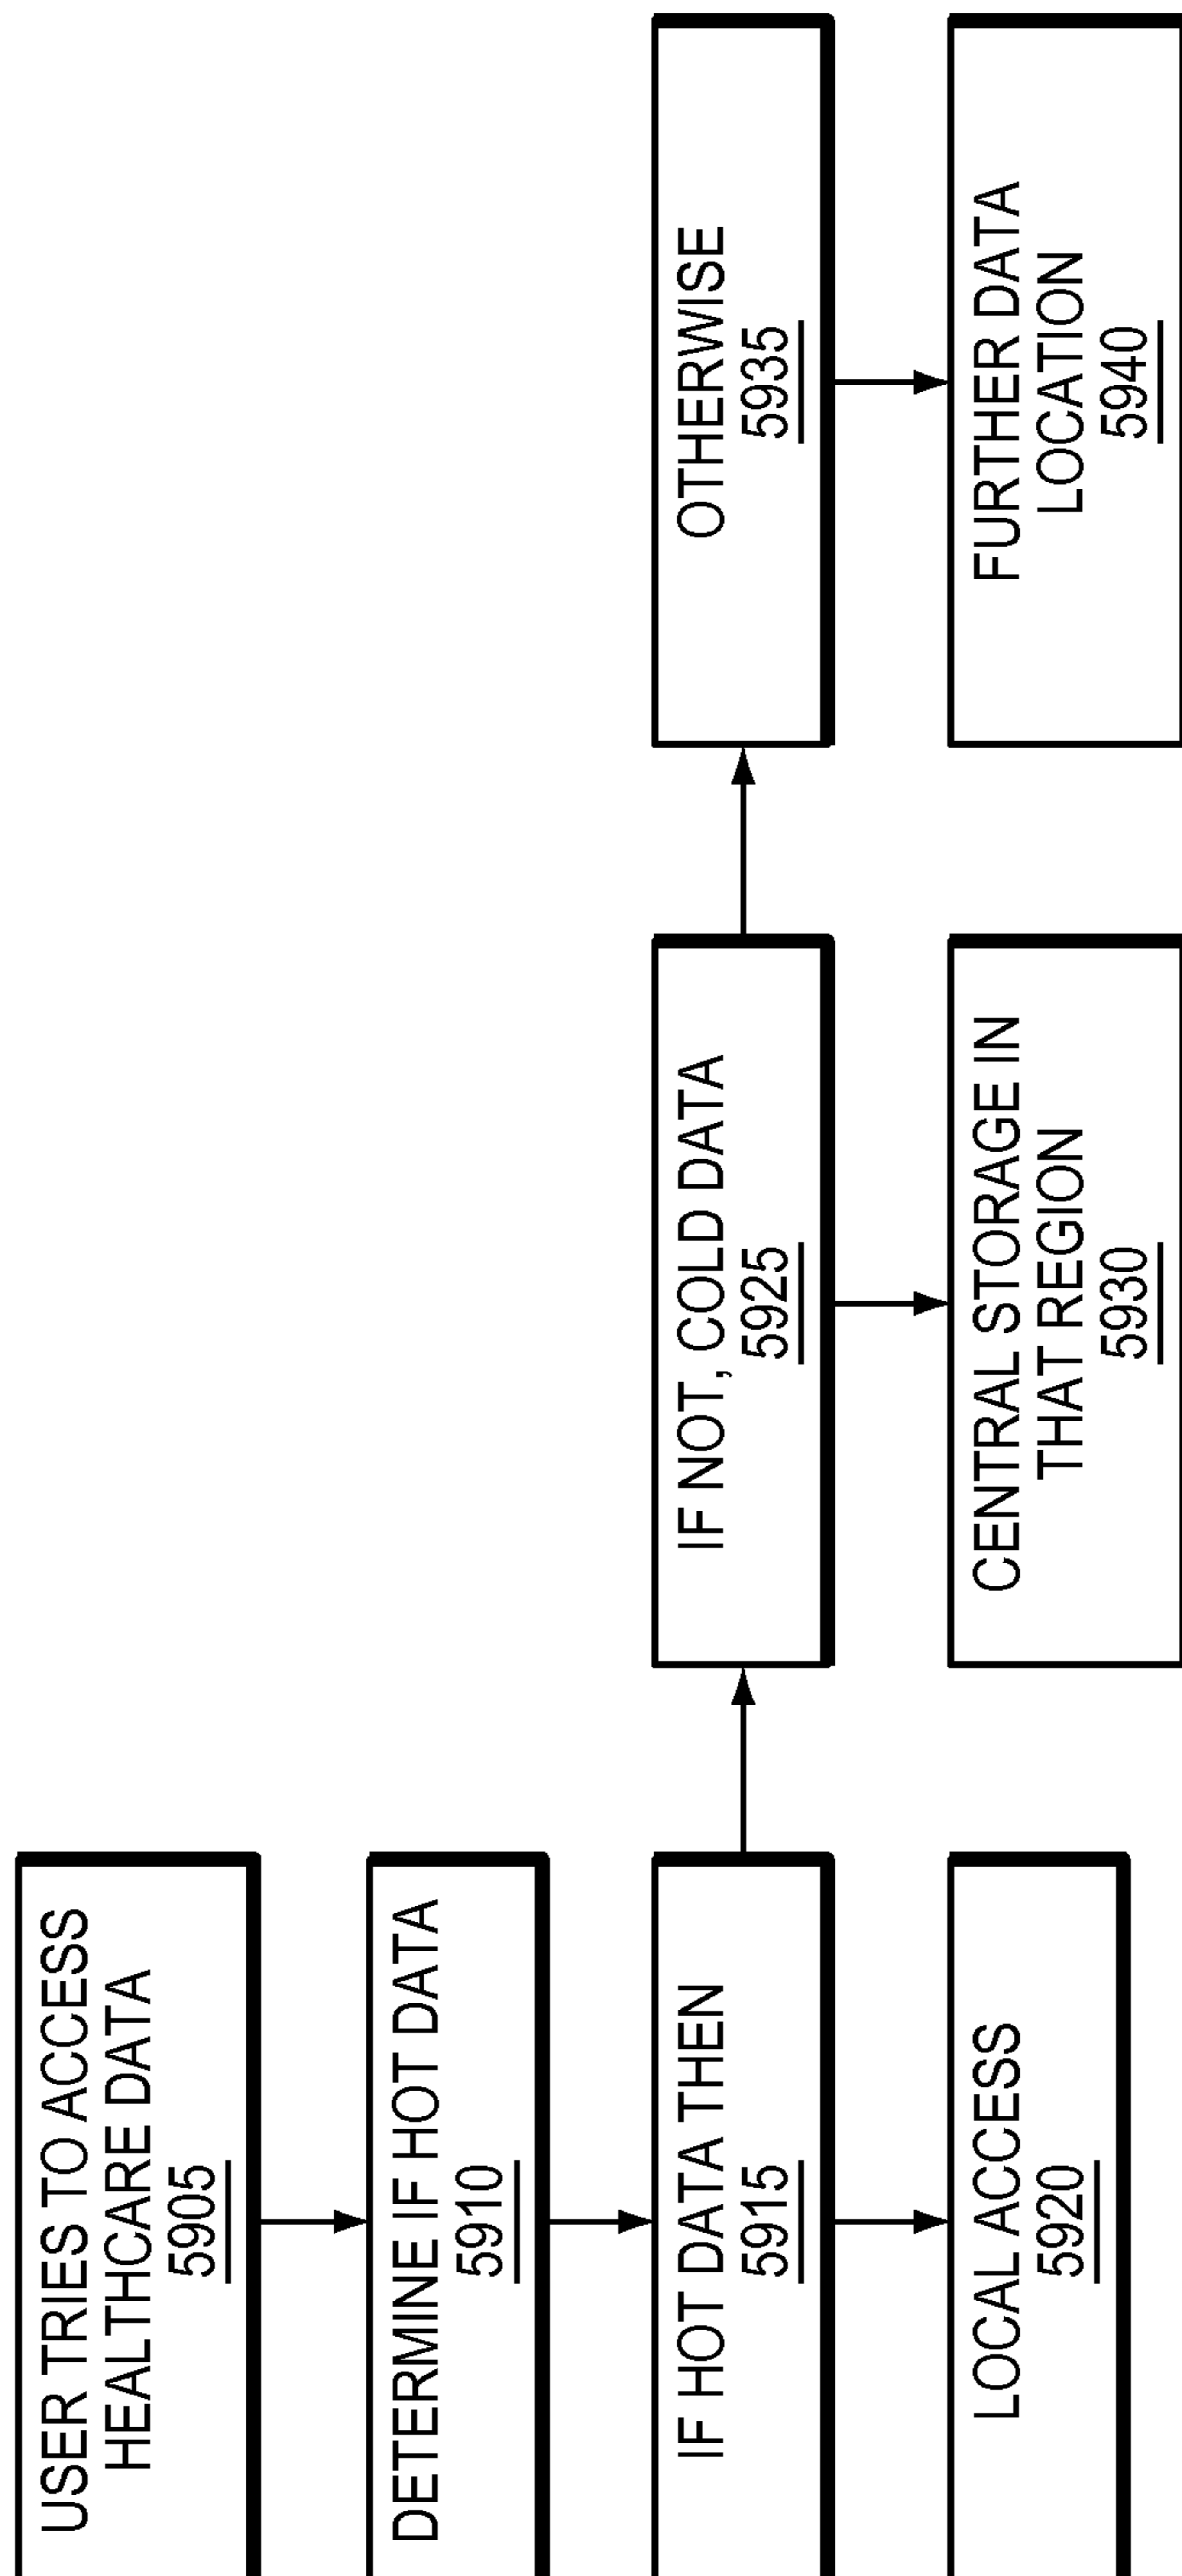 USER TRIES TO ACCESS
HEALTHCARE DATA
5905
DETERMINE IF HOT DATA
5910
IF HOT DATA THEN
5915
LOCAL ACCESS
5920
IF NOT, COLD DATA
5925
CENTRAL STORAGE IN
THAT REGION
5930
OTHERWISE
5935
FURTHER DATA
LOCATION
5940